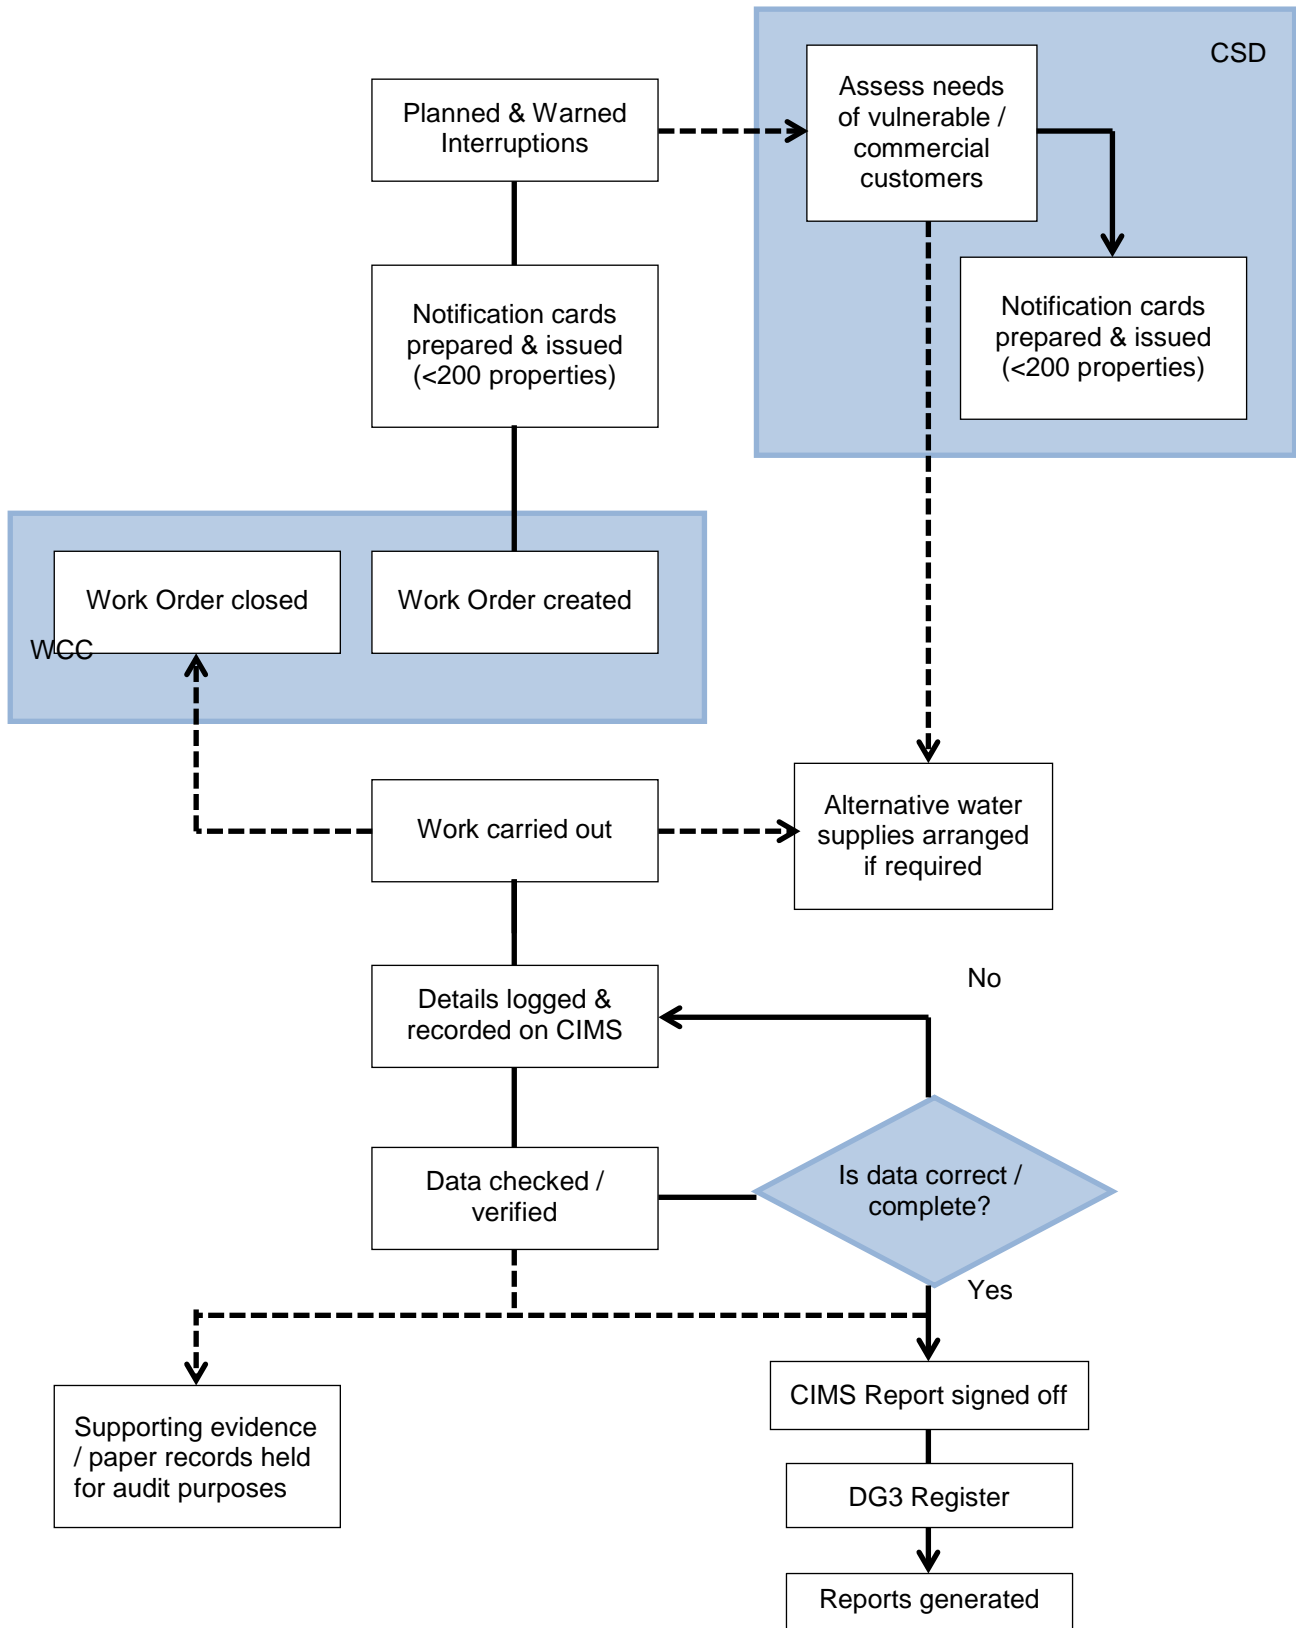 CSD
Planned & Warned
Interruptions
Assess needs
of vulnerable /
commercial
customers
Notification cards
prepared & issued
(<200 properties)
Notification cards
prepared & issued
(<200 properties)
Work Order closed
Work Order created
WCC
Work carried out
Alternative water
supplies arranged
if required
Details logged &
recorded on CIMS
No
Data checked /
verified
Is data correct /
complete?
Yes
Supporting evidence
/ paper records held
for audit purposes
CIMS Report signed off
DG3 Register
Reports generated